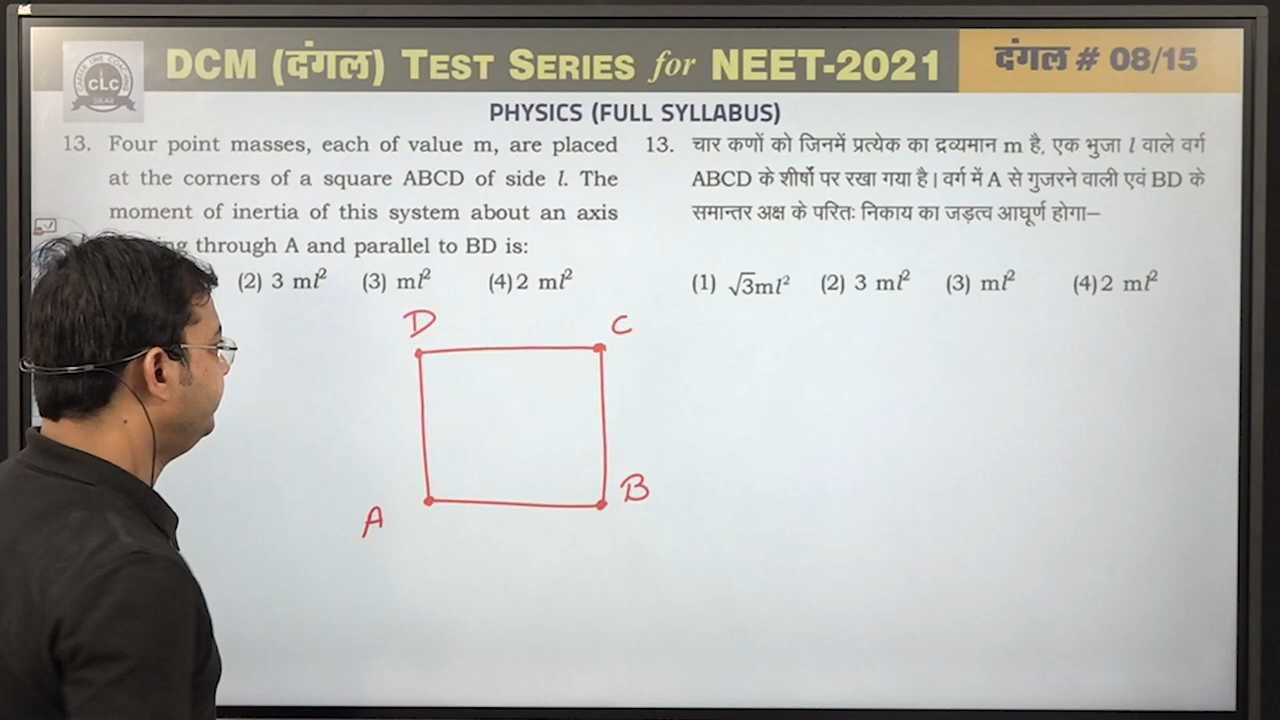 DCM (दंगल) TEST SERIES for NEET-2021
दंगल # 08/15
CLC
PHYSICS (FULL SYLLABUS)
13. Four point masses, each of value m, are placed
at the corners of a square ABCD of side l. The
moment of inertia of this system about an axis
through A and parallel to BD is:
(2) 3 ml² (3) ml² (4) 2 ml²
13. चार कणों को जिनमें प्रत्येक का द्रव्यमान m है, एक भुजा l वाले वर्ग
ABCD के शीर्षों पर रखा गया है। वर्ग में A से गुजरने वाली एवं BD के
समान्तर अक्ष के परितः निकाय का जड़त्व आघूर्ण होगा–
(1) √3ml² (2) 3 ml² (3) ml² (4) 2 ml²
D C
A B